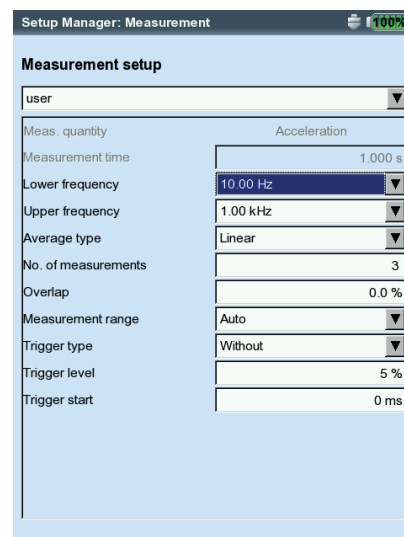 Setup Manager: Measurement 100%
Measurement setup
user
Meas. quantity Acceleration
Measurement time 1.000 s
Lower frequency 10.00 Hz
Upper frequency 1.00 kHz
Average type Linear
No. of measurements 3
Overlap 0.0 %
Measurement range Auto
Trigger type Without
Trigger level 5 %
Trigger start 0 ms